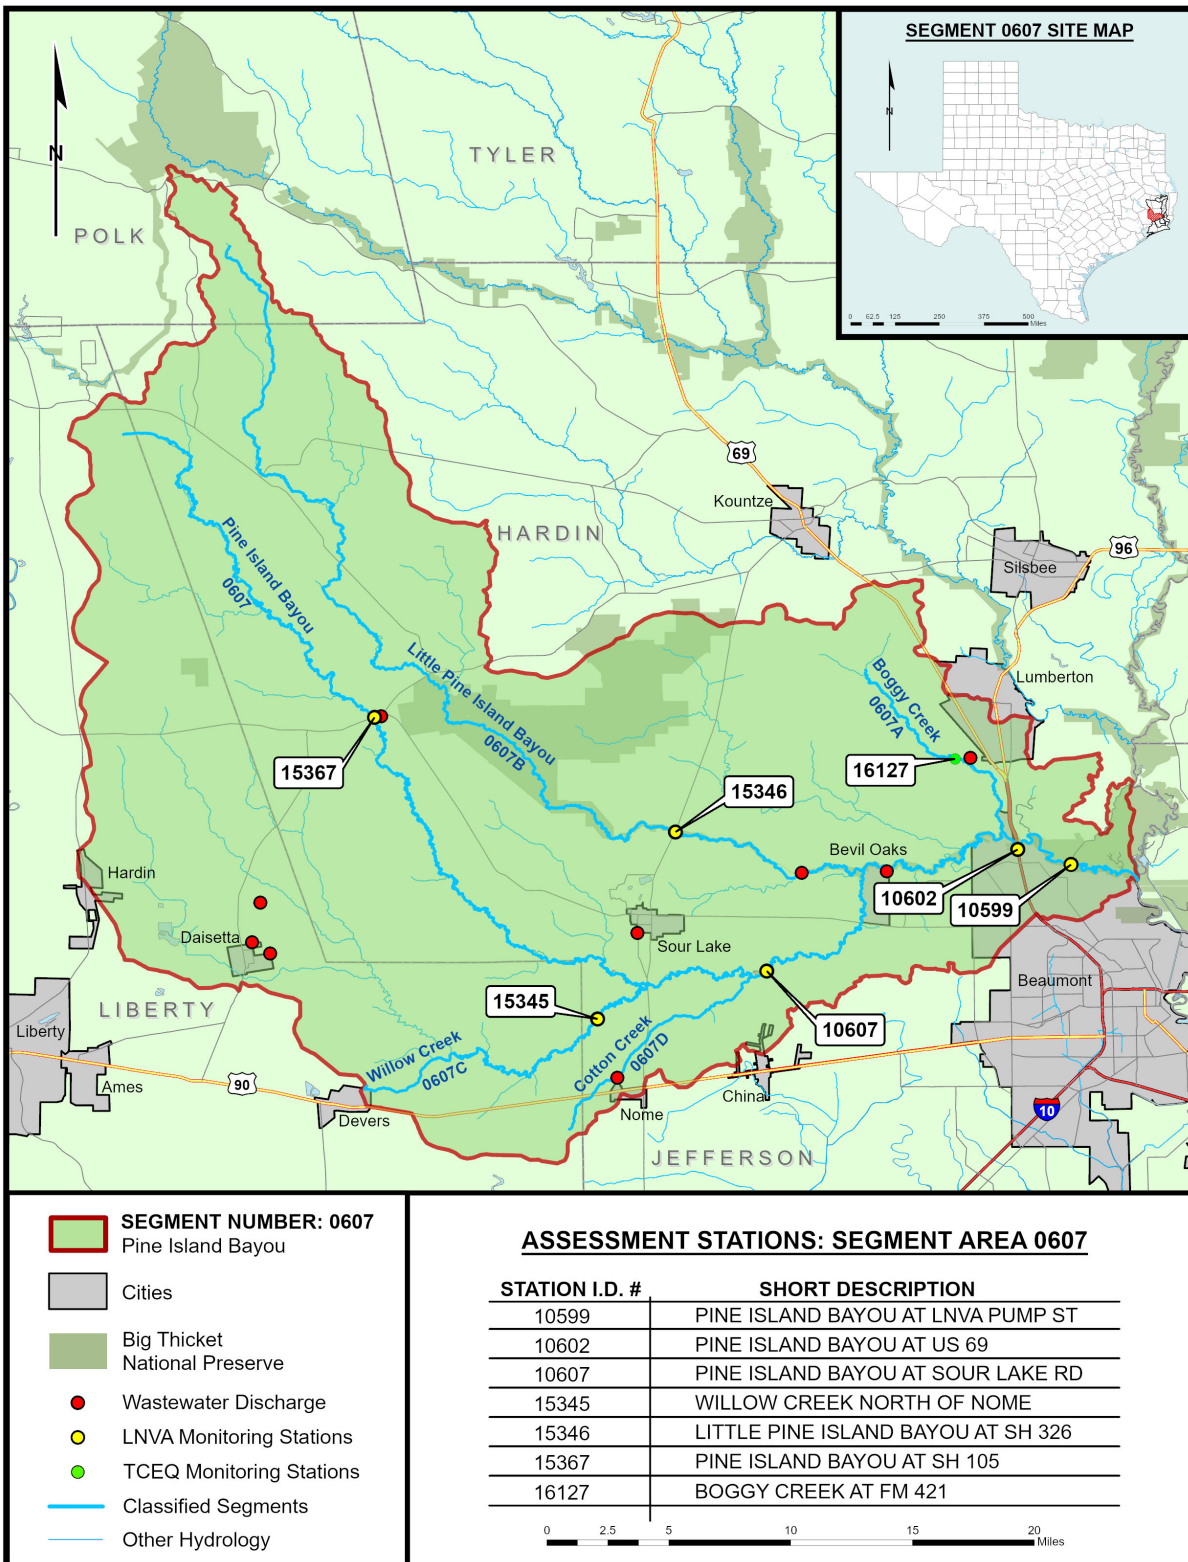 SEGMENT 0607 SITE MAP
N
0 62.5 125 250 375 500
Miles
N
TYLER
POLK
69
Kountze
HARDIN
96
Silsbee
Pine Island Bayou
0607
Little Pine Island Bayou
0607B
Boggy Creek
0607A
Lumberton
15367
16127
15346
Bevil Oaks
Hardin
10602
10599
Daisetta
Sour Lake
Beaumont
15345
10607
LIBERTY
Liberty
Willow Creek
0607C
Cotton Creek
0607D
Ames
90
Devers
Nome
China
10
JEFFERSON
SEGMENT NUMBER: 0607
Pine Island Bayou
Cities
Big Thicket
National Preserve
Wastewater Discharge
LNVA Monitoring Stations
TCEQ Monitoring Stations
Classified Segments
Other Hydrology
ASSESSMENT STATIONS: SEGMENT AREA 0607
STATION I.D. # SHORT DESCRIPTION
10599 PINE ISLAND BAYOU AT LNVA PUMP ST
10602 PINE ISLAND BAYOU AT US 69
10607 PINE ISLAND BAYOU AT SOUR LAKE RD
15345 WILLOW CREEK NORTH OF NOME
15346 LITTLE PINE ISLAND BAYOU AT SH 326
15367 PINE ISLAND BAYOU AT SH 105
16127 BOGGY CREEK AT FM 421
0 2.5 5 10 15 20
Miles